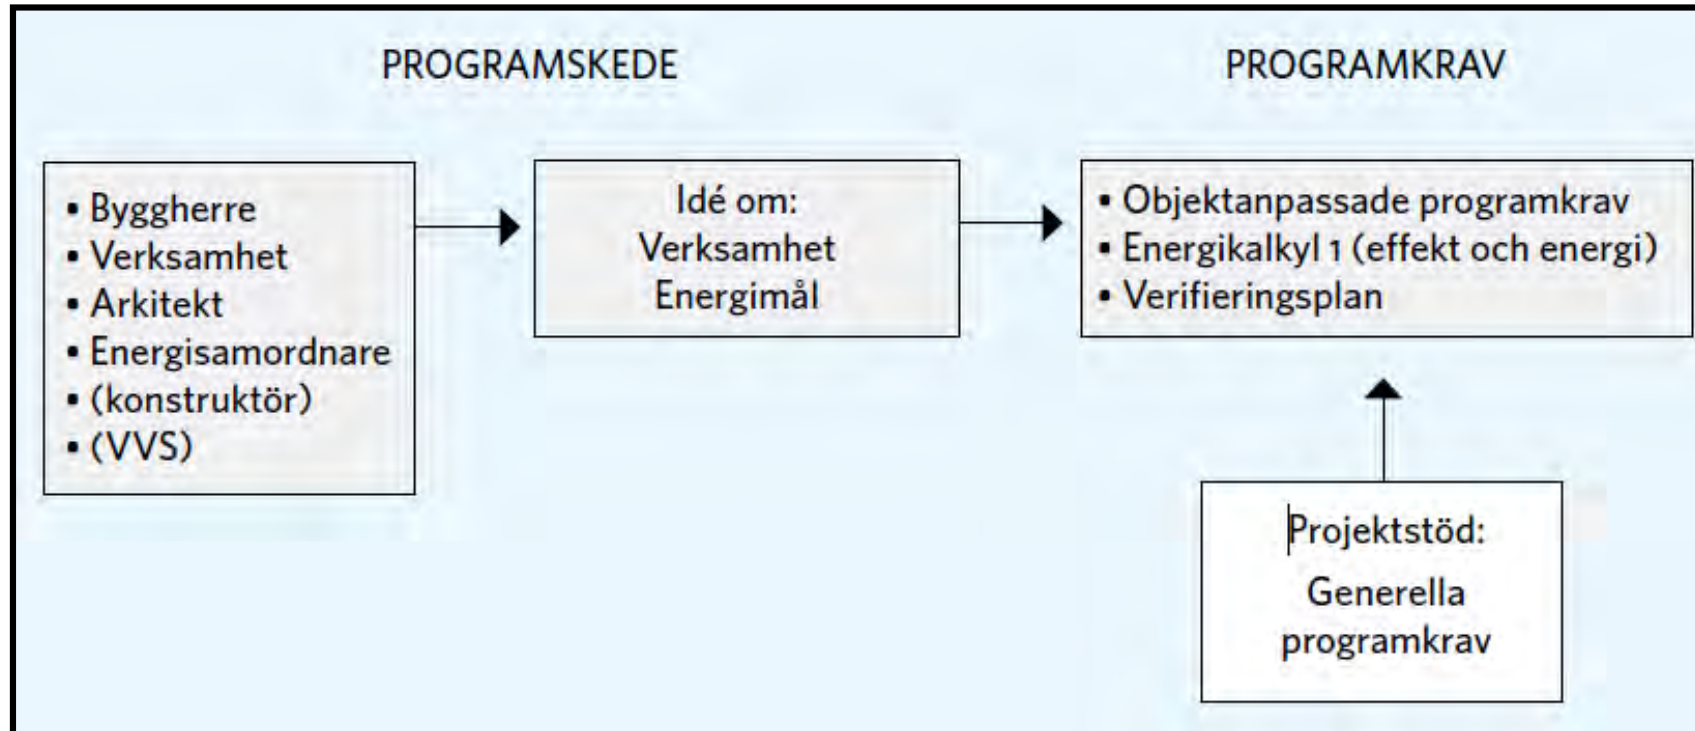 PROGRAMSKEDE
PROGRAMKRAV
• Byggherre
• Verksamhet
• Arkitekt
• Energisamordnare
• (konstruktör)
• (VVS)
Idé om:
Verksamhet
Energimål
• Objektanpassade programkrav
• Energikalkyl 1 (effekt och energi)
• Verifieringsplan
Projektstöd:
Generella
programkrav